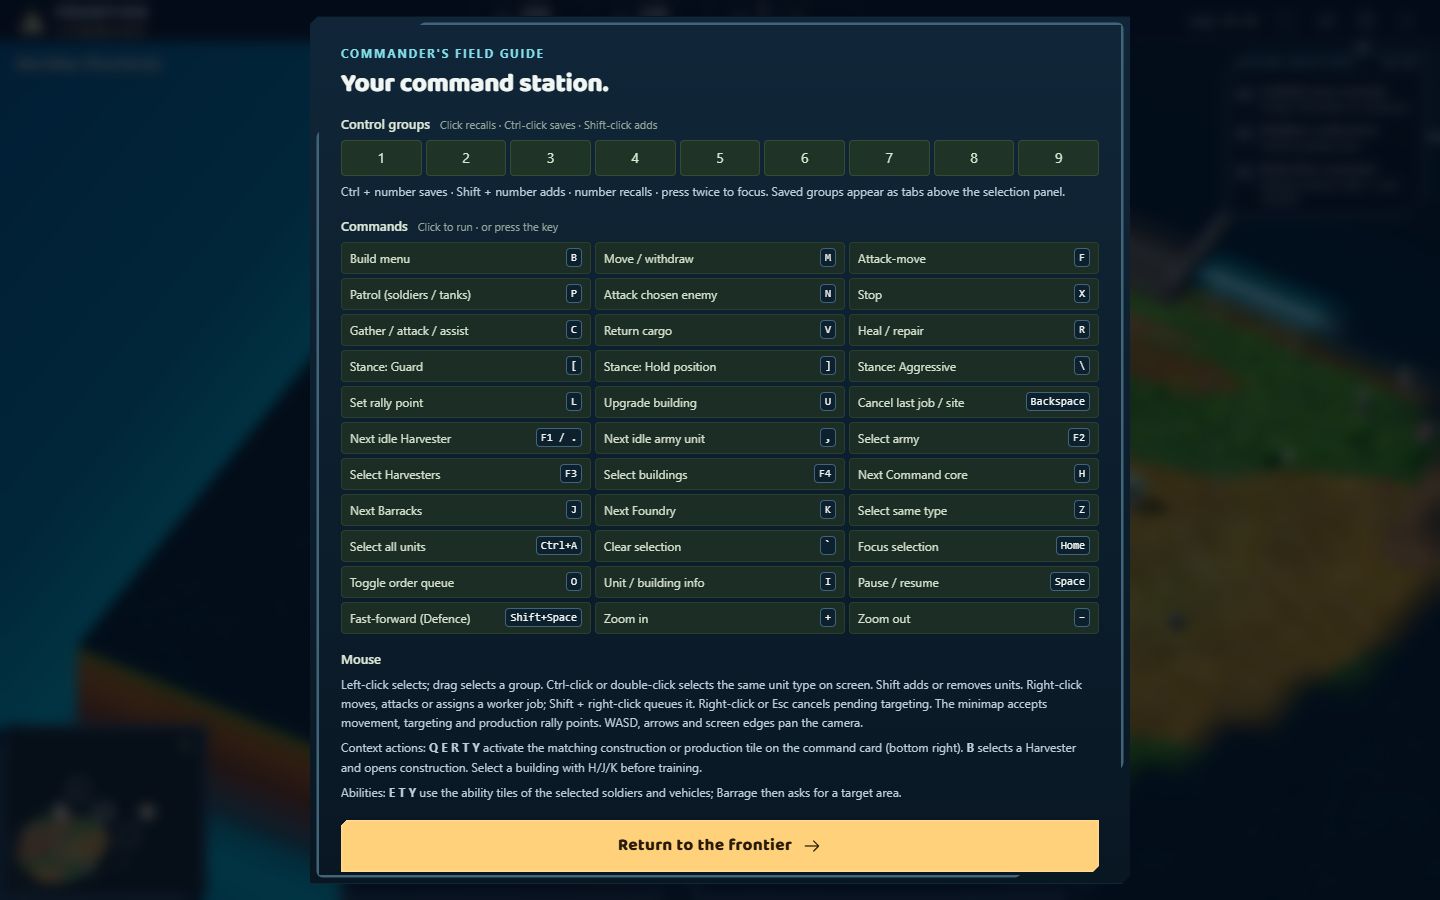 COMMANDER'S FIELD GUIDE
Your command station.
Control groups Click recalls · Ctrl-click saves · Shift-click adds
1 2 3 4 5 6 7 8 9
Ctrl + number saves · Shift + number adds · number recalls · press twice to focus. Saved groups appear as tabs above the selection panel.
Commands Click to run · or press the key
Build menu B Move / withdraw M Attack-move F
Patrol (soldiers / tanks) P Attack chosen enemy N Stop X
Gather / attack / assist C Return cargo V Heal / repair R
Stance: Guard [ Stance: Hold position ] Stance: Aggressive \
Set rally point L Upgrade building U Cancel last job / site Backspace
Next idle Harvester F1 / . Next idle army unit , Select army F2
Select Harvesters F3 Select buildings F4 Next Command core H
Next Barracks J Next Foundry K Select same type Z
Select all units Ctrl+A Clear selection ` Focus selection Home
Toggle order queue O Unit / building info I Pause / resume Space
Fast-forward (Defence) Shift+Space Zoom in + Zoom out −
Mouse
Left-click selects; drag selects a group. Ctrl-click or double-click selects the same unit type on screen. Shift adds or removes units. Right-click
moves, attacks or assigns a worker job; Shift + right-click queues it. Right-click or Esc cancels pending targeting. The minimap accepts
movement, targeting and production rally points. WASD, arrows and screen edges pan the camera.
Context actions: Q E R T Y activate the matching construction or production tile on the command card (bottom right). B selects a Harvester
and opens construction. Select a building with H/J/K before training.
Abilities: E T Y use the ability tiles of the selected soldiers and vehicles; Barrage then asks for a target area.
Return to the frontier →